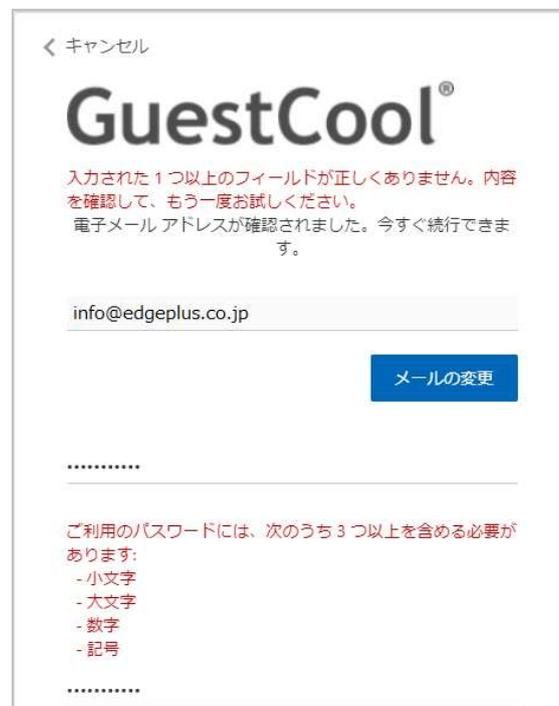 キャンセル
GuestCool®
入力された 1 つ以上のフィールドが正しくありません。内容
を確認して、もう一度お試しください。
電子メール アドレスが確認されました。今すぐ続行できま
す。
info@edgeplus.co.jp
メールの変更
•••••••••••
ご利用のパスワードには、次のうち 3 つ以上を含める必要が
あります:
- 小文字
- 大文字
- 数字
- 記号
•••••••••••